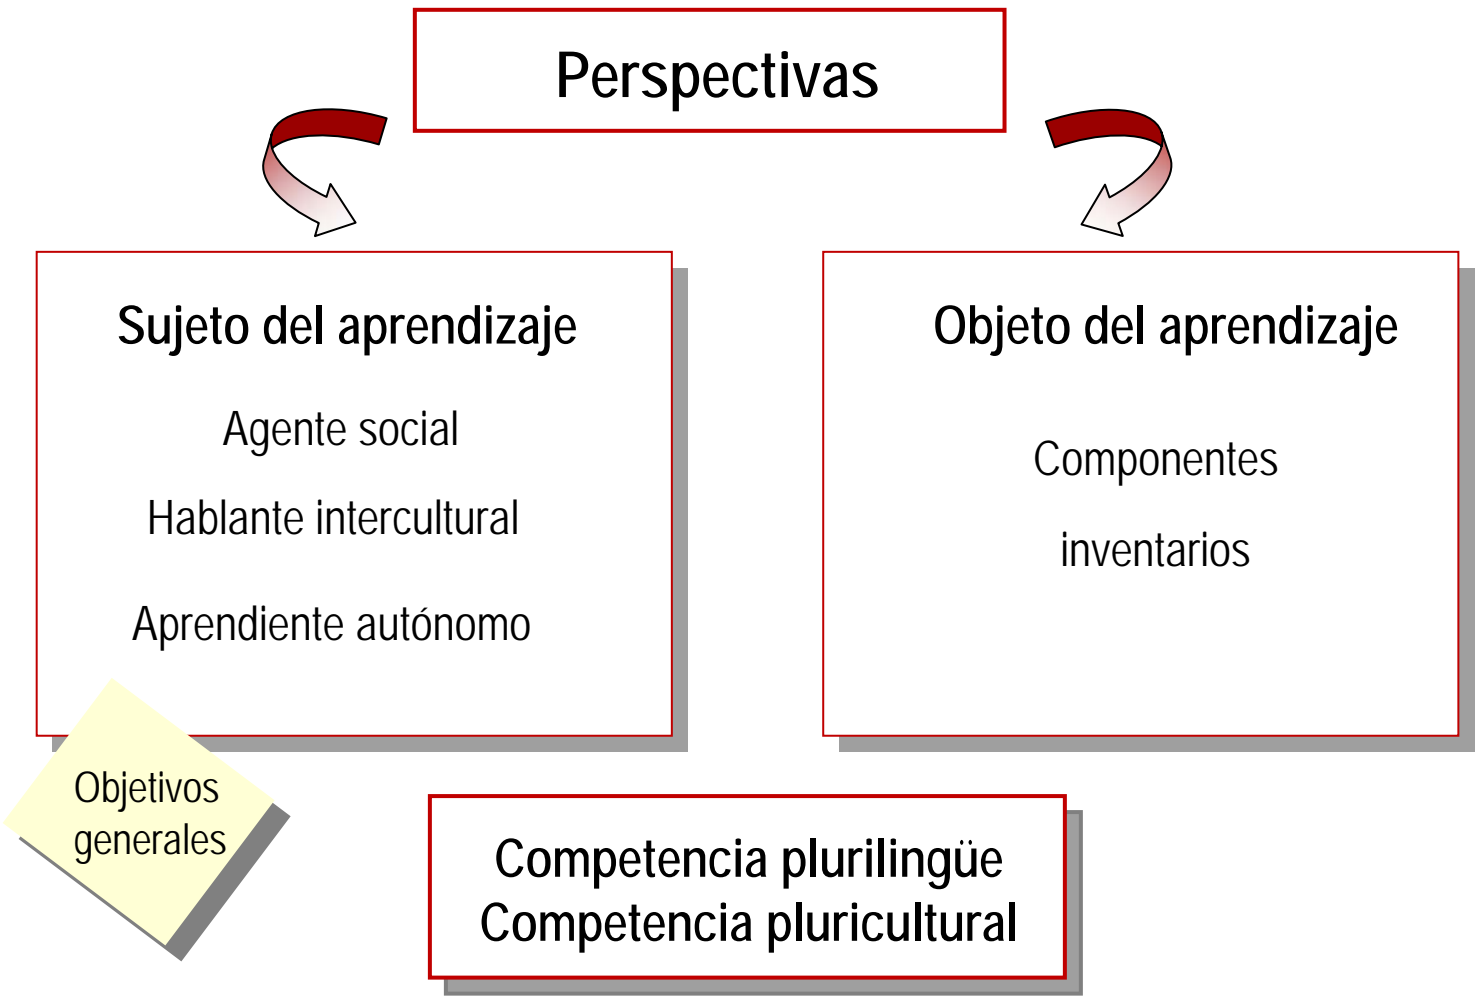 Perspectivas
Sujeto del aprendizaje
Agente social
Hablante intercultural
Aprendiente autónomo
Objetivos
generales
Objeto del aprendizaje
Componentes
inventarios
Competencia plurilingüe
Competencia pluricultural